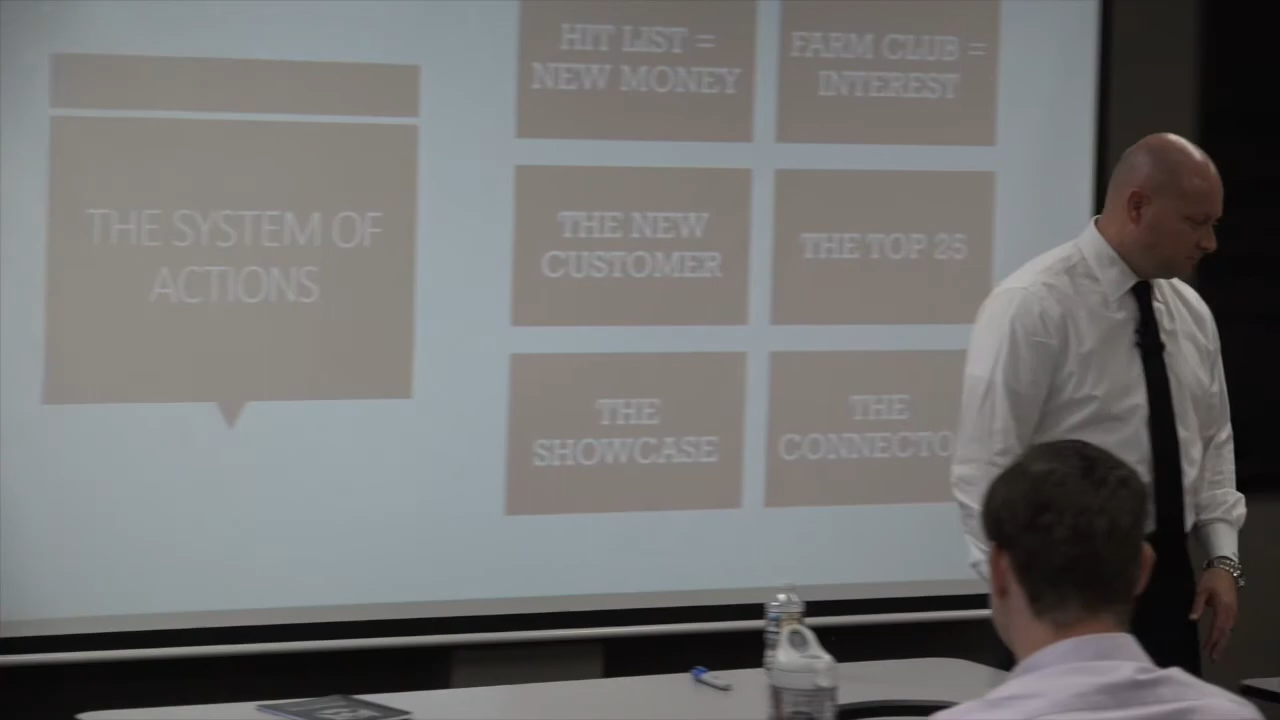 THE SYSTEM OF
ACTIONS
HIT LIST =
NEW MONEY
FARM CLUB =
INTEREST
THE NEW
CUSTOMER
THE TOP 25
THE
SHOWCASE
THE
CONNECTO